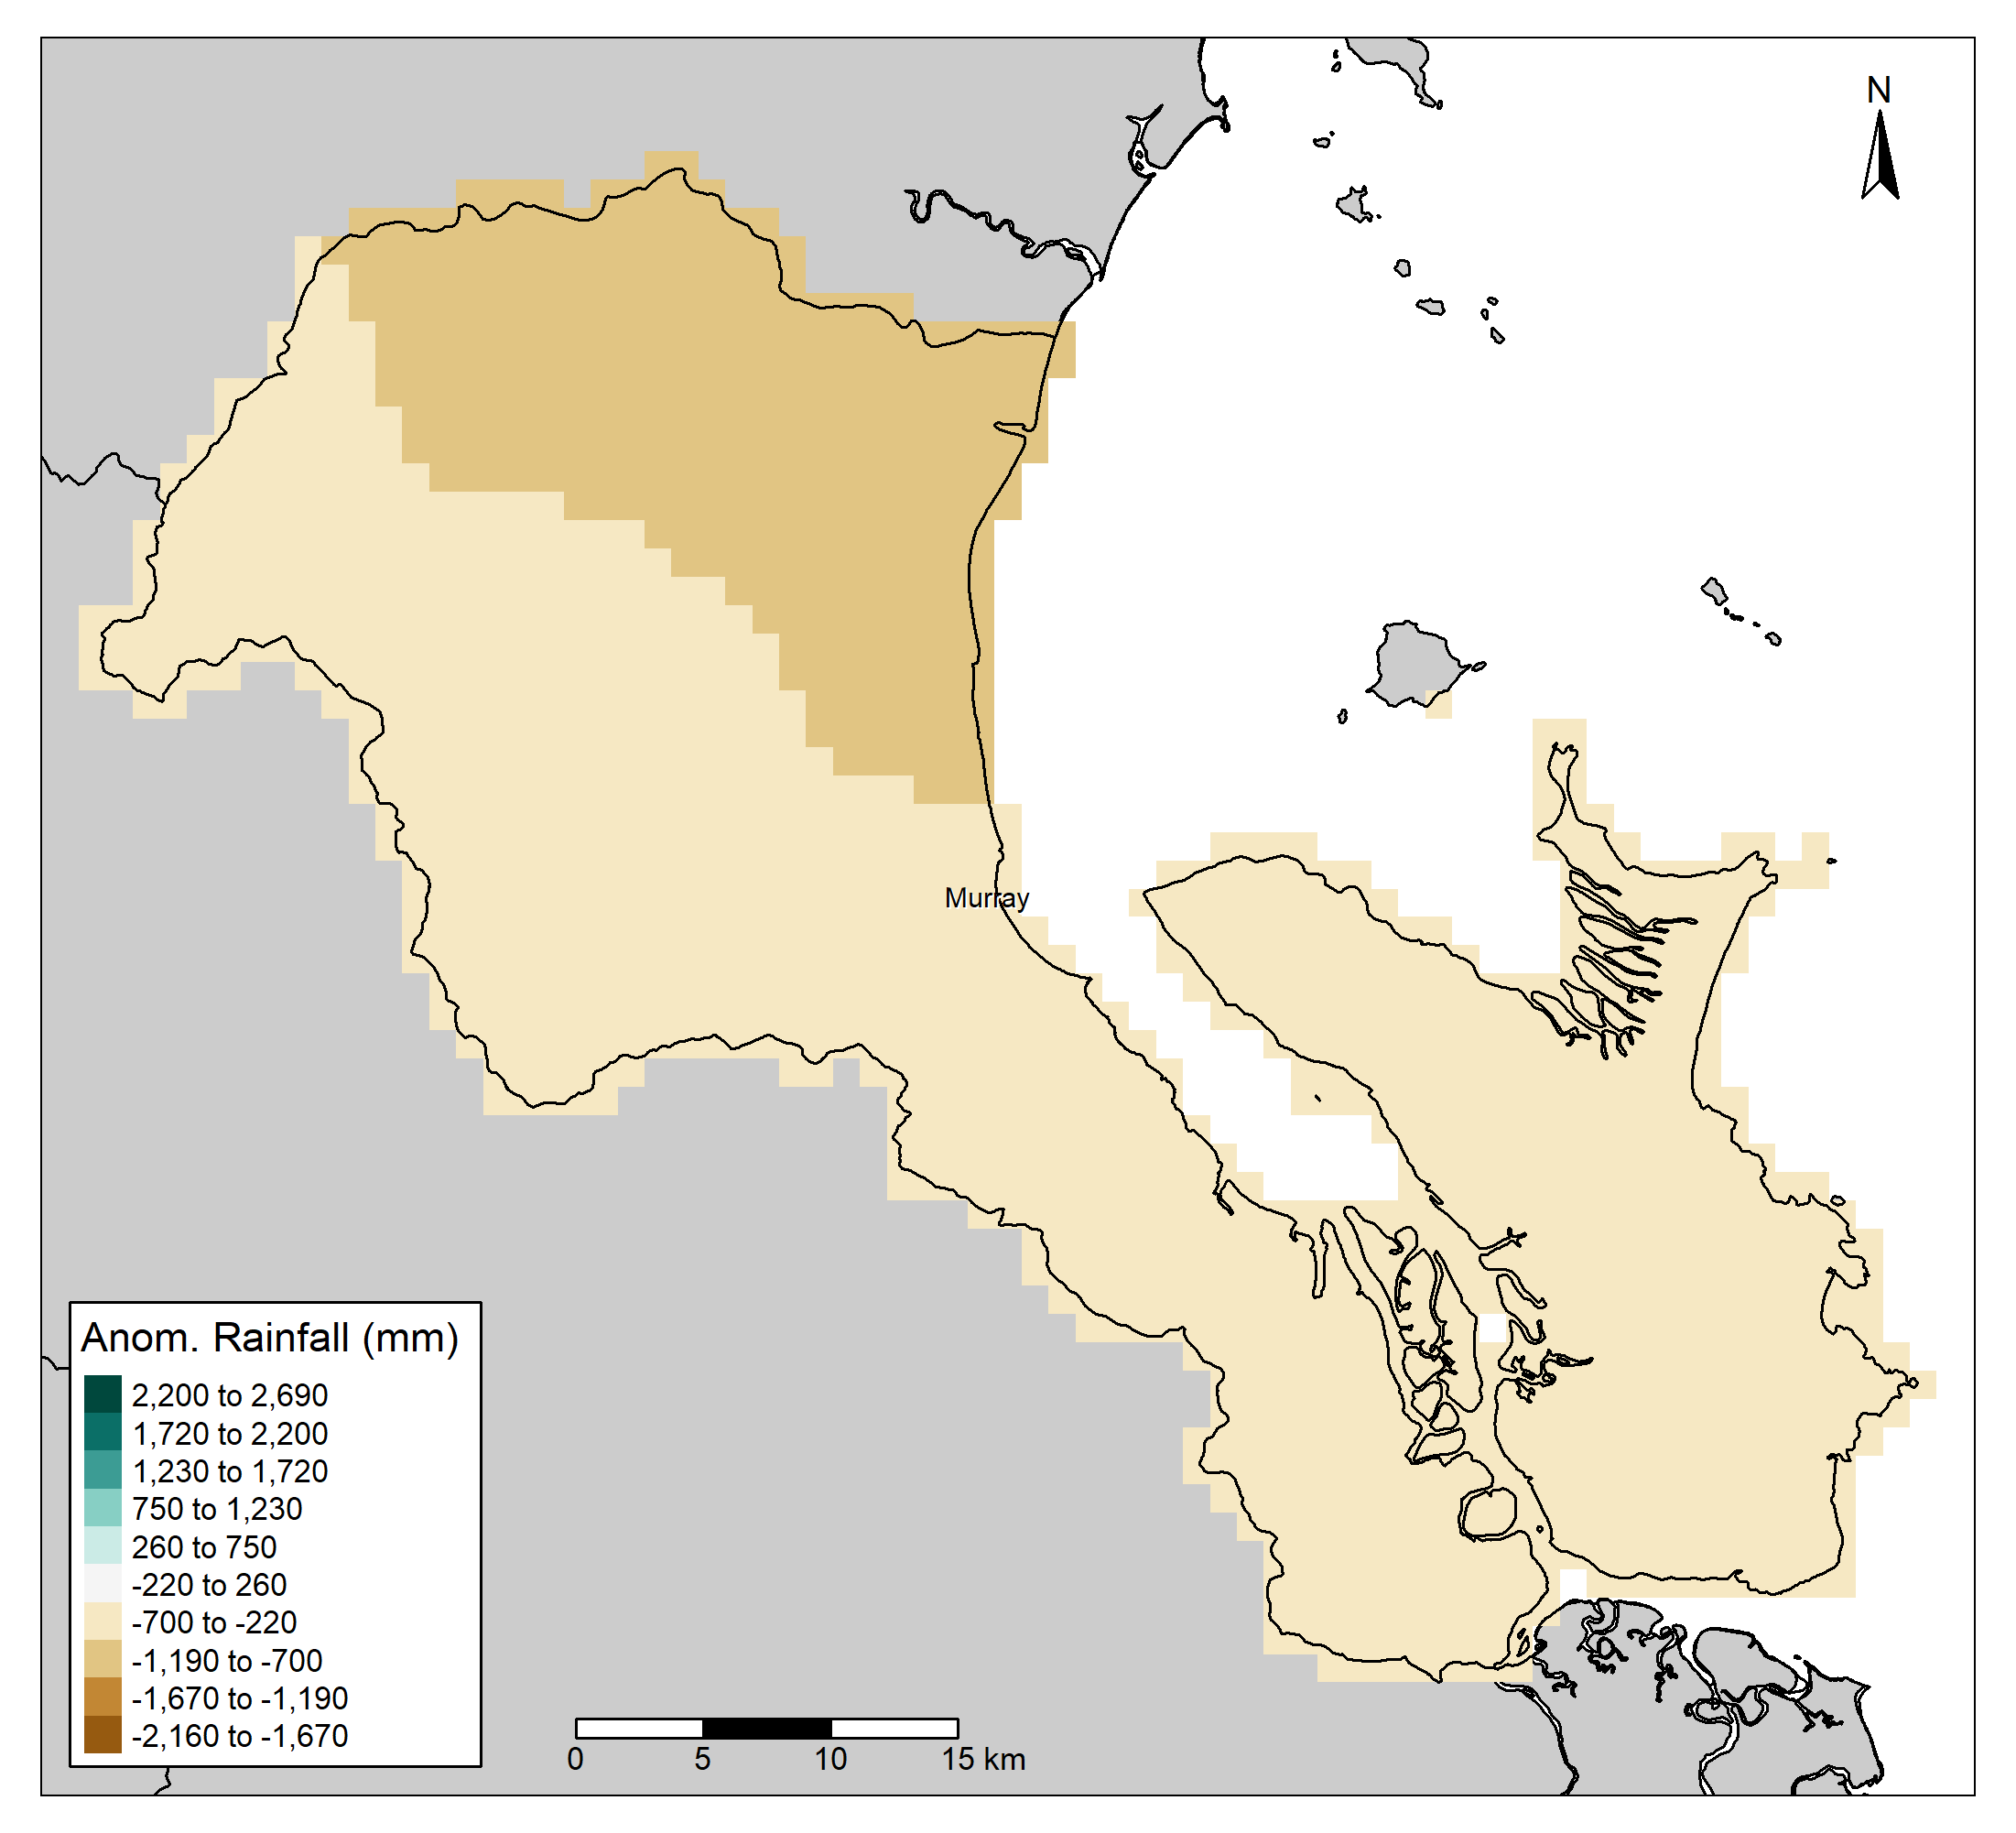 N
Murray
Anom. Rainfall (mm)
2,200 to 2,690
1,720 to 2,200
1,230 to 1,720
750 to 1,230
260 to 750
-220 to 260
-700 to -220
-1,190 to -700
-1,670 to -1,190
-2,160 to -1,670
0 5 10 15 km